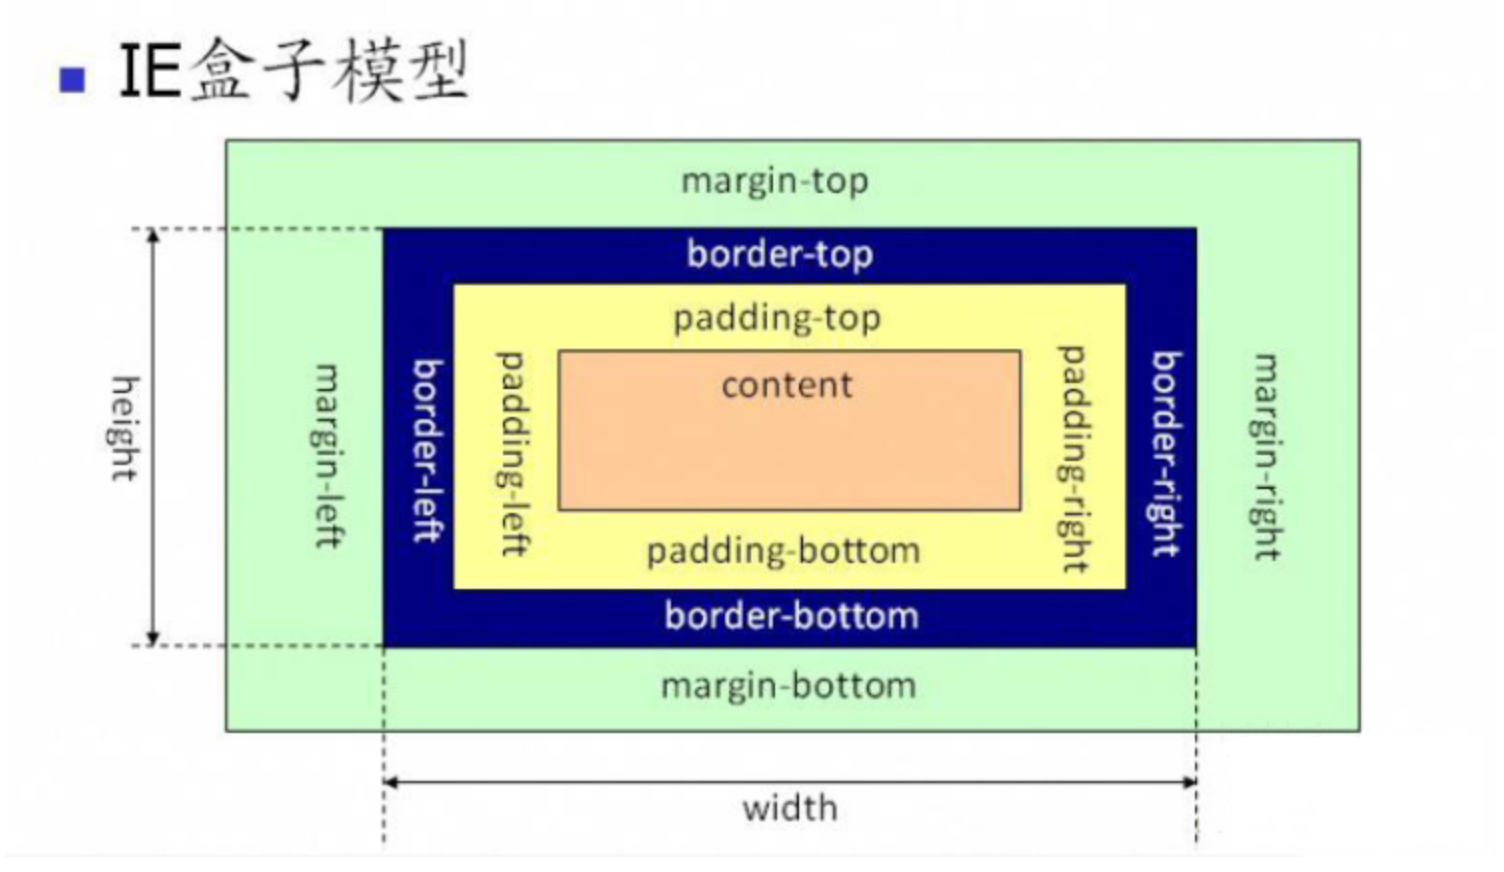 IE盒子模型
margin-top
border-top
padding-top
content
height
margin-left
border-left
padding-left
padding-right
border-right
margin-right
padding-bottom
border-bottom
margin-bottom
width